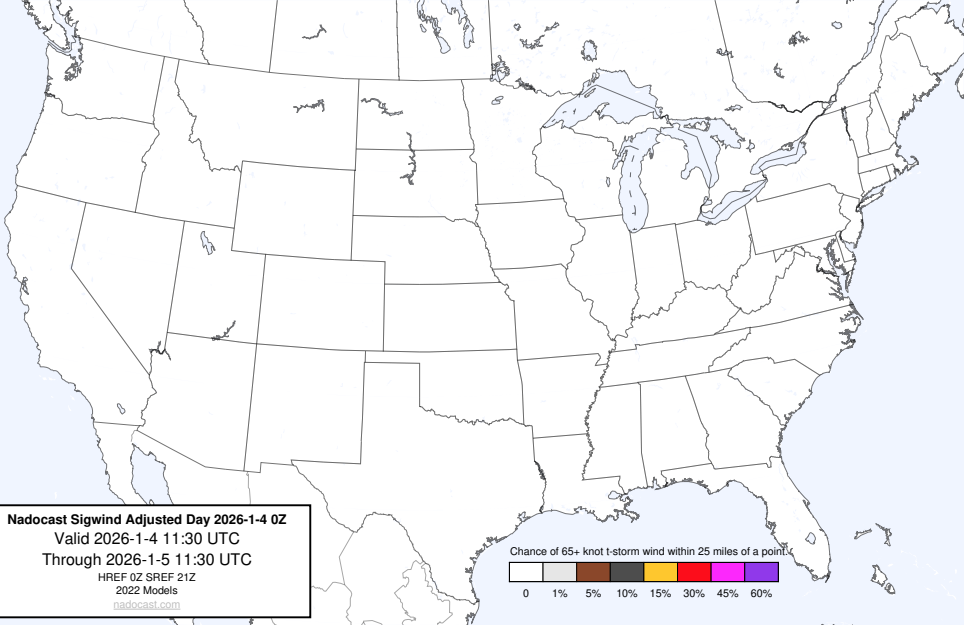 Nadocast Sigwind Adjusted Day 2026-1-4 0Z
Valid 2026-1-4 11:30 UTC
Through 2026-1-5 11:30 UTC
HREF 0Z SREF 21Z
2022 Models
nadocast.com
Chance of 65+ knot t-storm wind within 25 miles of a point.
0 1% 5% 10% 15% 30% 45% 60%